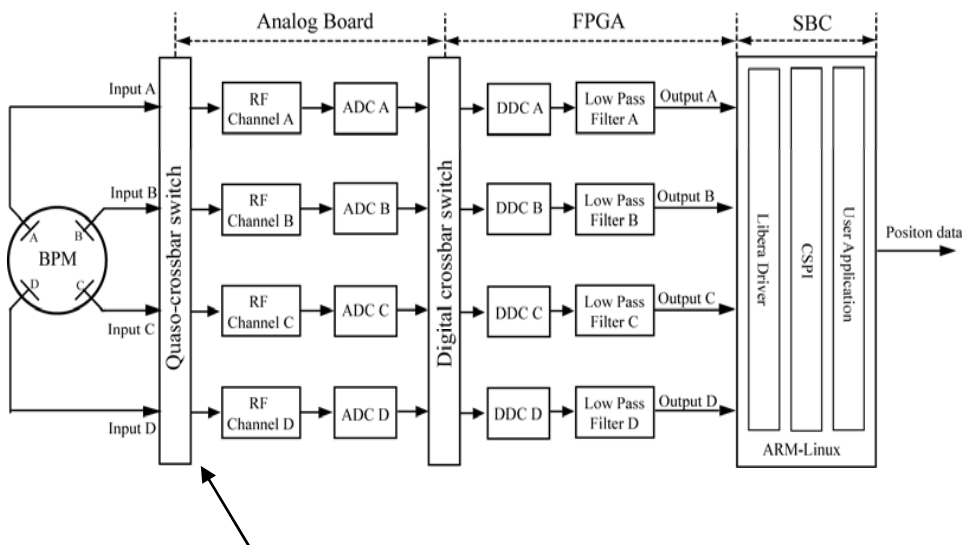 Analog Board
FPGA
SBC
Input A
Input B
Input C
Input D
A
B
BPM
D
C
Quaso-crossbar switch
RF
Channel A
ADC A
RF
Channel B
ADC B
RF
Channel C
ADC C
RF
Channel D
ADC D
Digital crossbar switch
DDC A
Low Pass
Filter A
Output A
DDC B
Low Pass
Filter B
Output B
DDC C
Low Pass
Filter C
Output C
DDC D
Low Pass
Filter D
Output D
Libera Driver
CSPI
User Application
ARM-Linux
Positon data